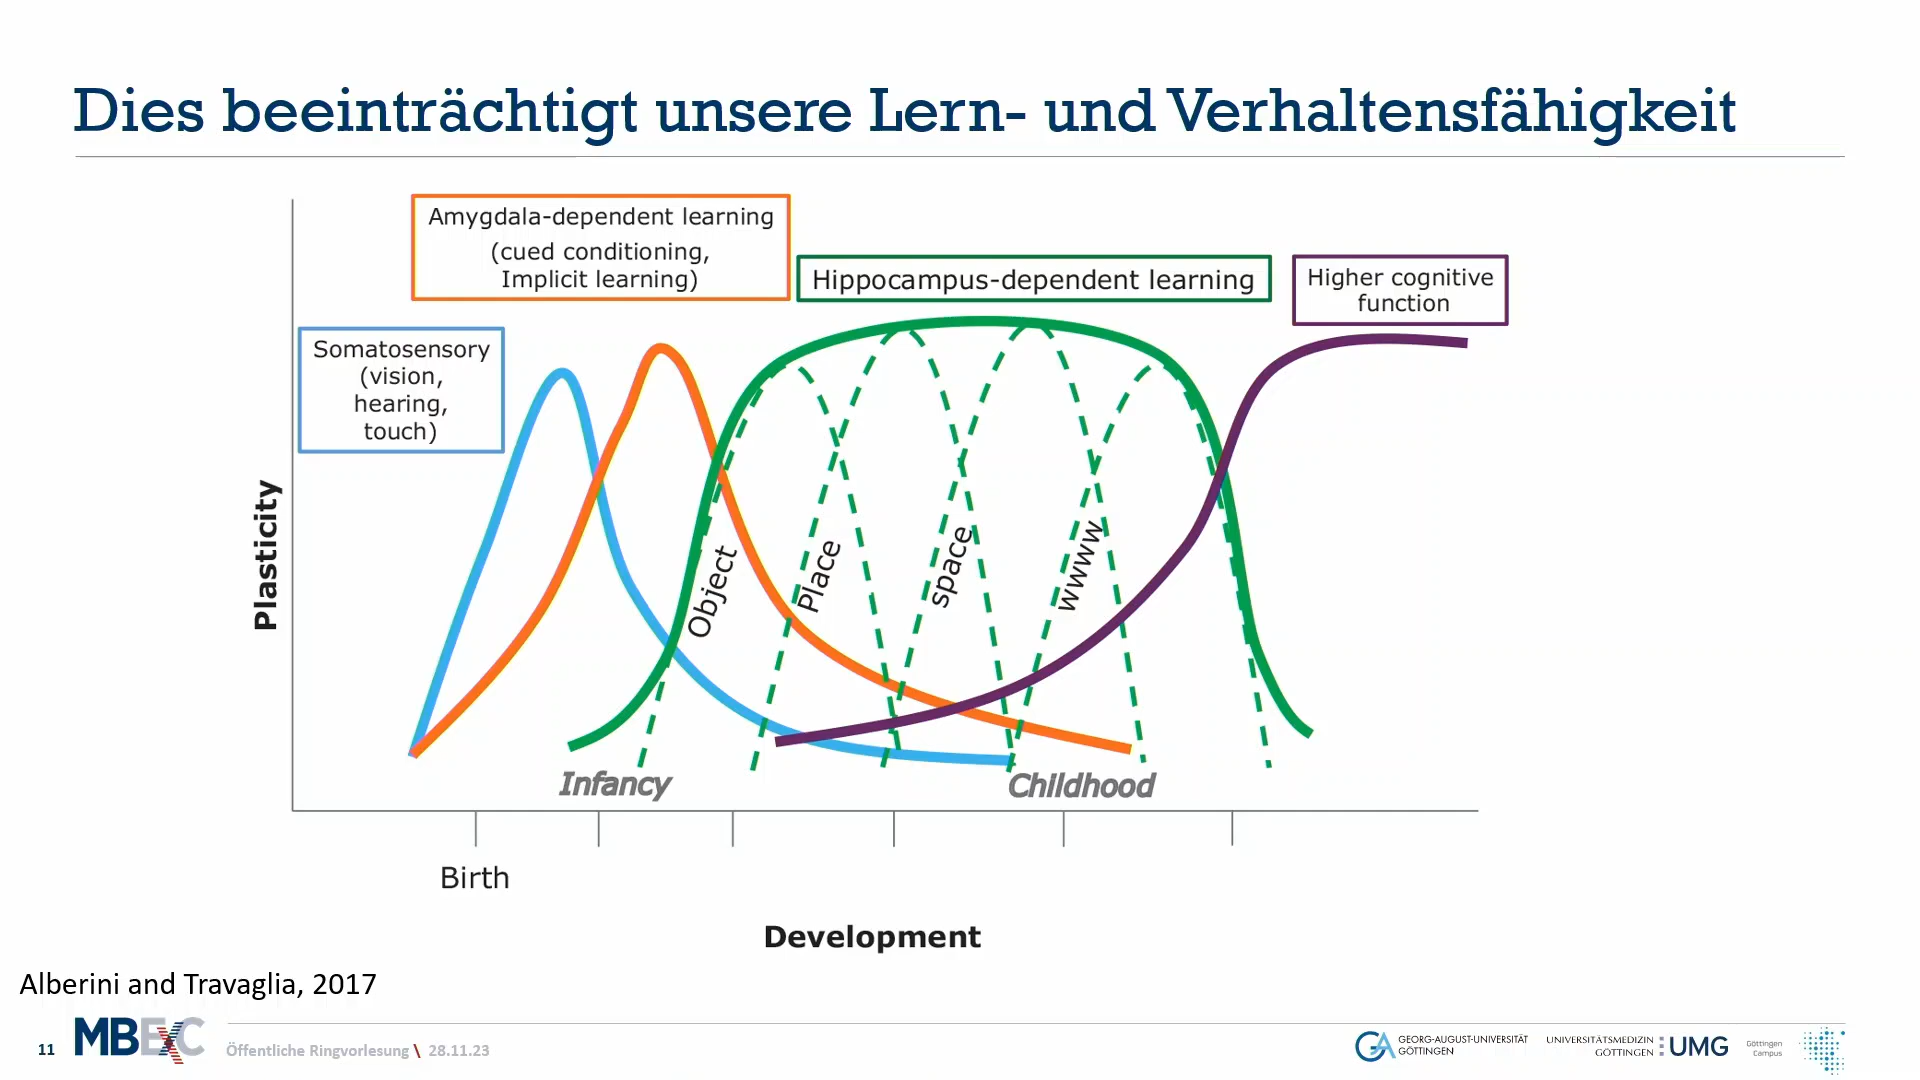 Dies beeinträchtigt unsere Lern- und Verhaltensfähigkeit
Amygdala-dependent learning
(cued conditioning,
Implicit learning)
Hippocampus-dependent learning
Higher cognitive
function
Somatosensory
(vision,
hearing,
touch)
Plasticity
Object
Place
space
wwww
Infancy
Childhood
Birth
Development
Alberini and Travaglia, 2017
11
MBExC
Öffentliche Ringvorlesung \ 28.11.23
GEORG-AUGUST-UNIVERSITÄT
GÖTTINGEN
UNIVERSITÄTSMEDIZIN
GÖTTINGEN
UMG
Göttingen
Campus